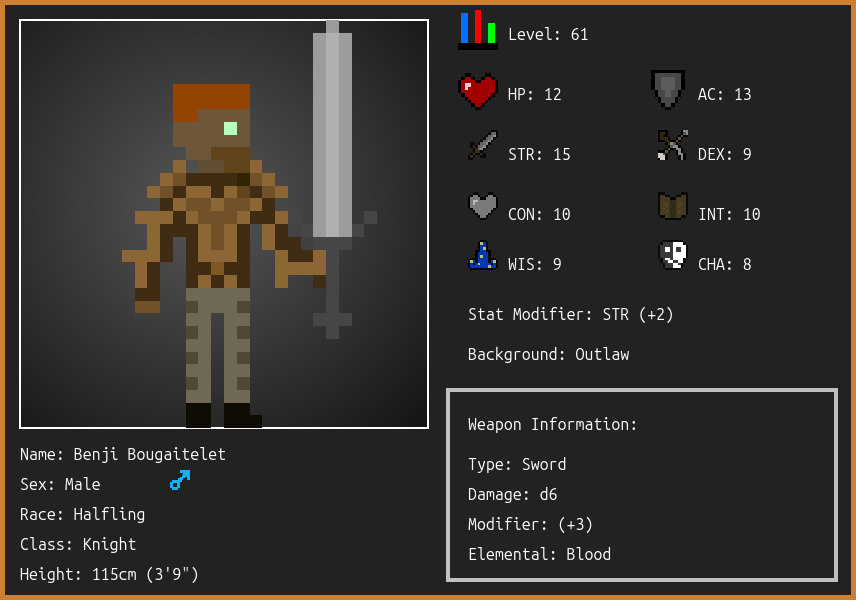 Level: 61
HP: 12
AC: 13
STR: 15
DEX: 9
CON: 10
INT: 10
WIS: 9
CHA: 8
Stat Modifier: STR (+2)
Background: Outlaw
Weapon Information:
Type: Sword
Damage: d6
Modifier: (+3)
Elemental: Blood
Name: Benji Bougaitelet
Sex: Male
Race: Halfling
Class: Knight
Height: 115cm (3'9")